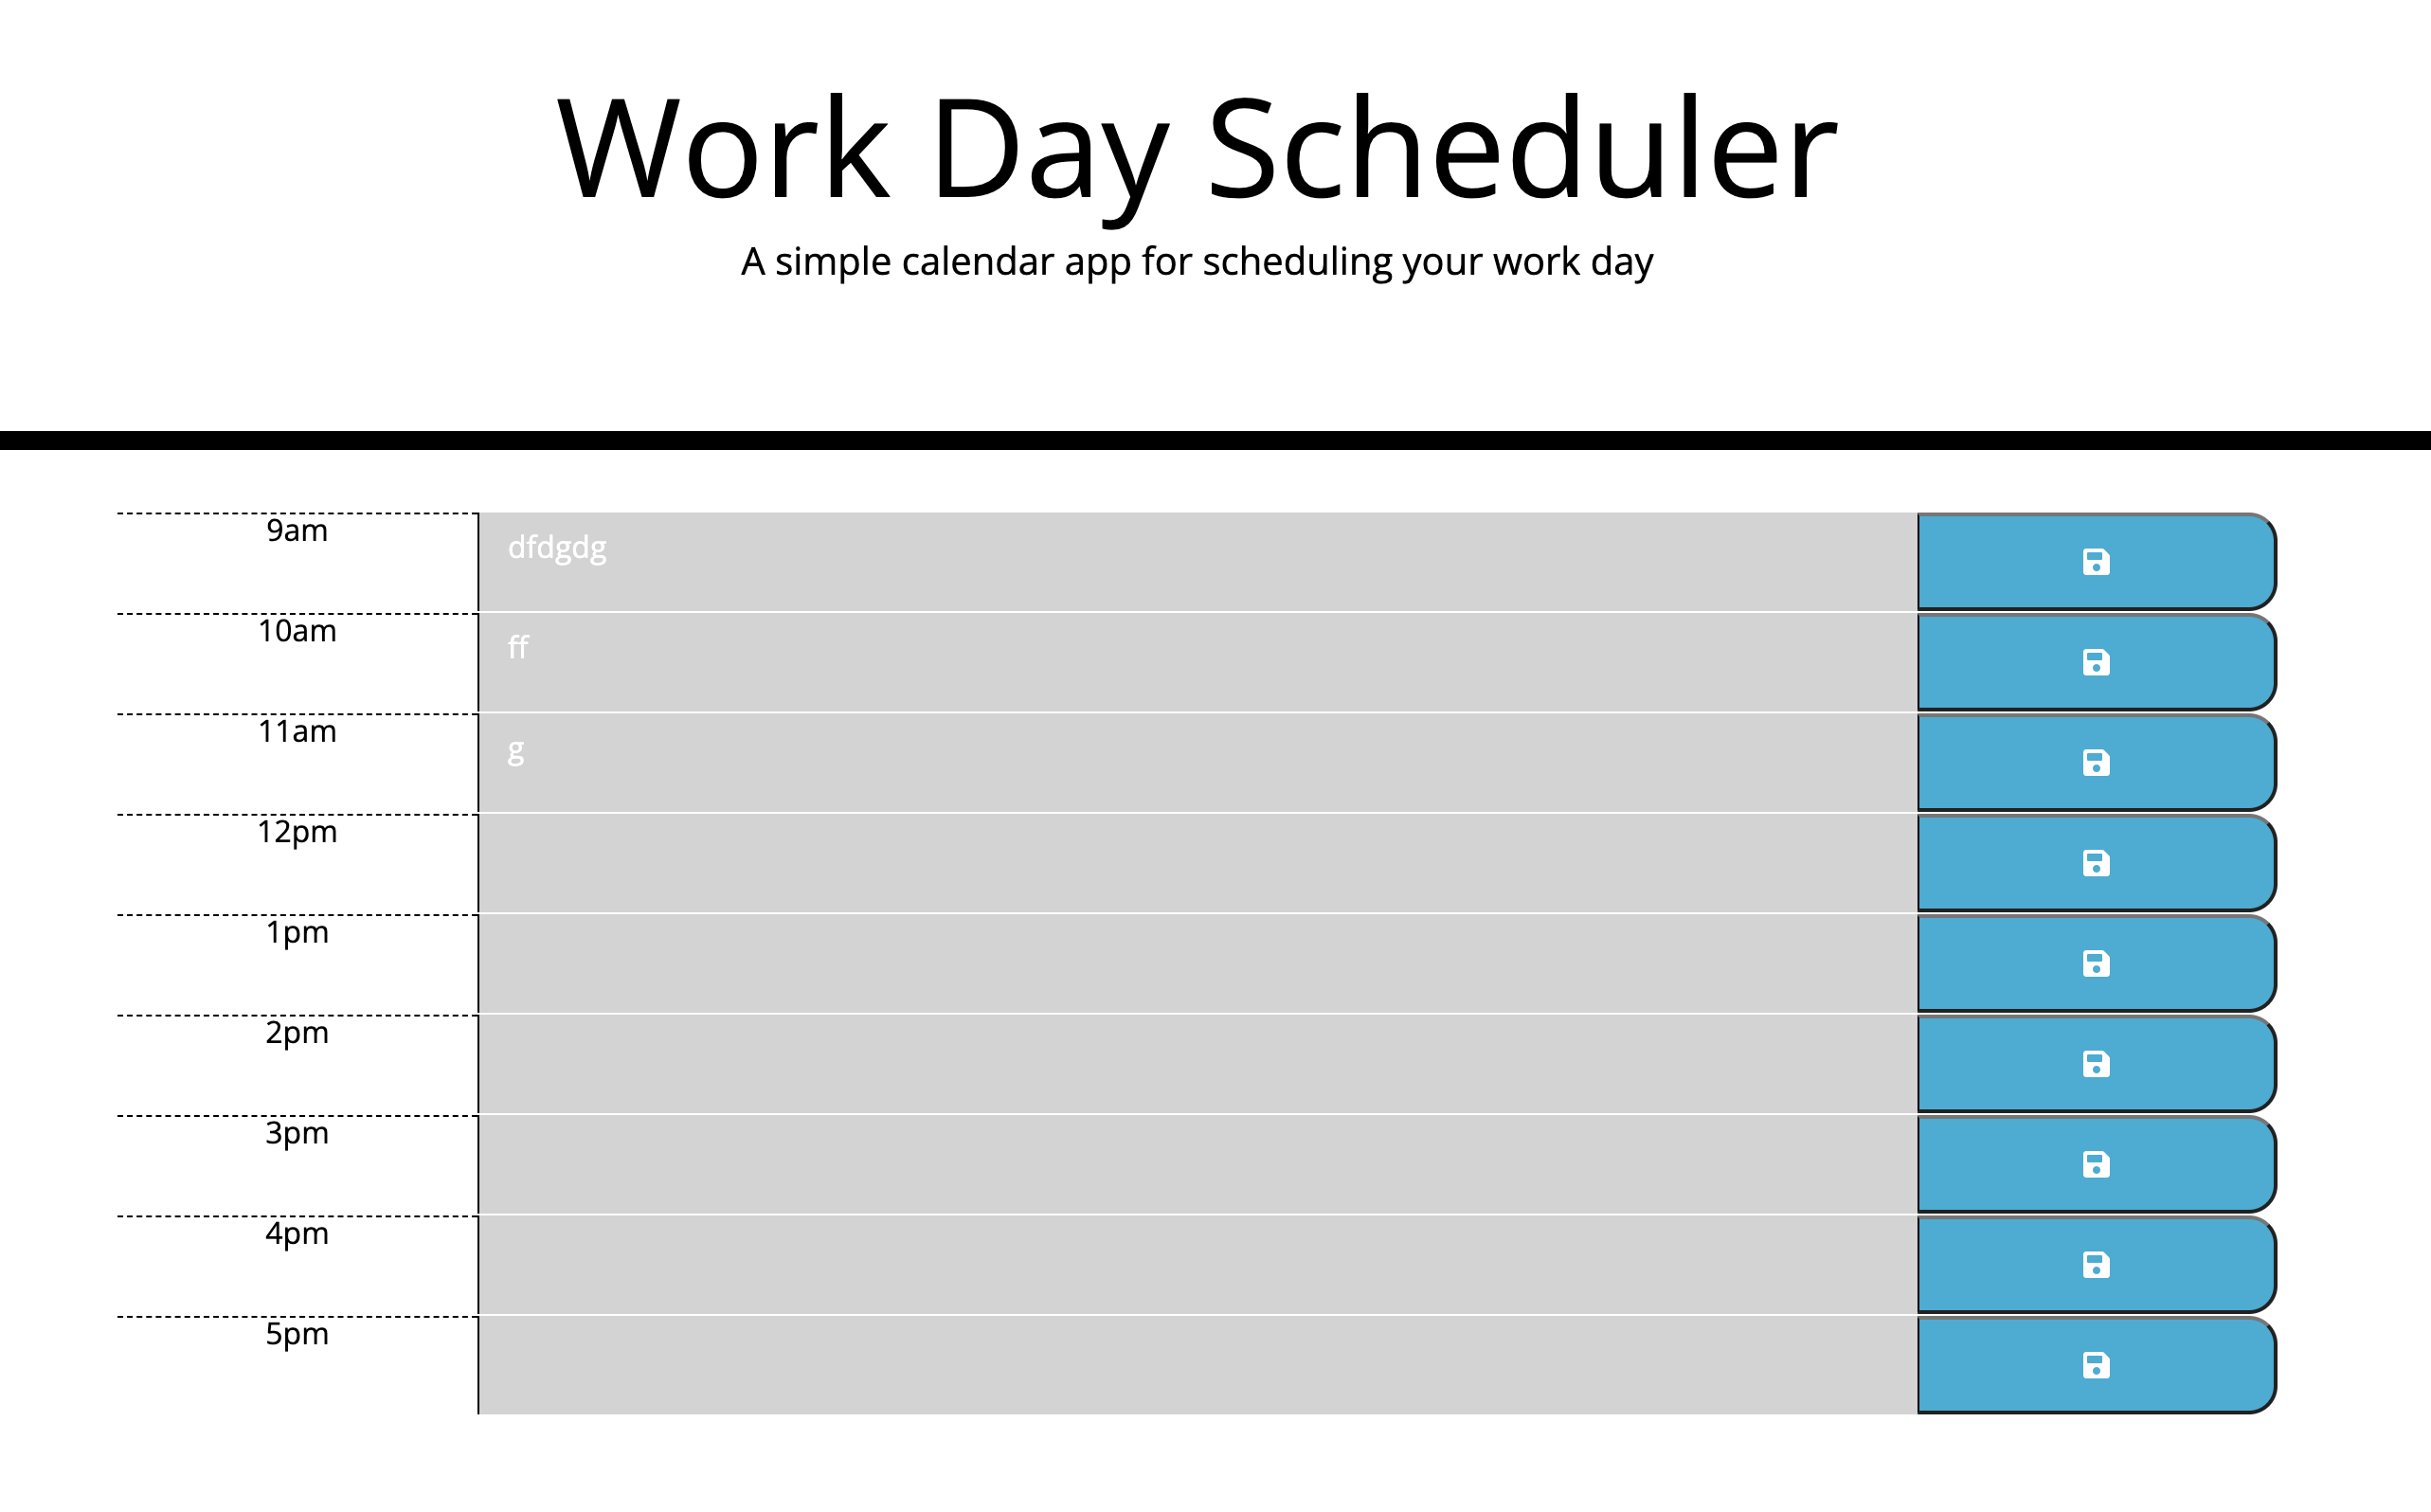 Work Day Scheduler
A simple calendar app for scheduling your work day
9am
dfdgdg
10am
ff
11am
g
12pm
1pm
2pm
3pm
4pm
5pm